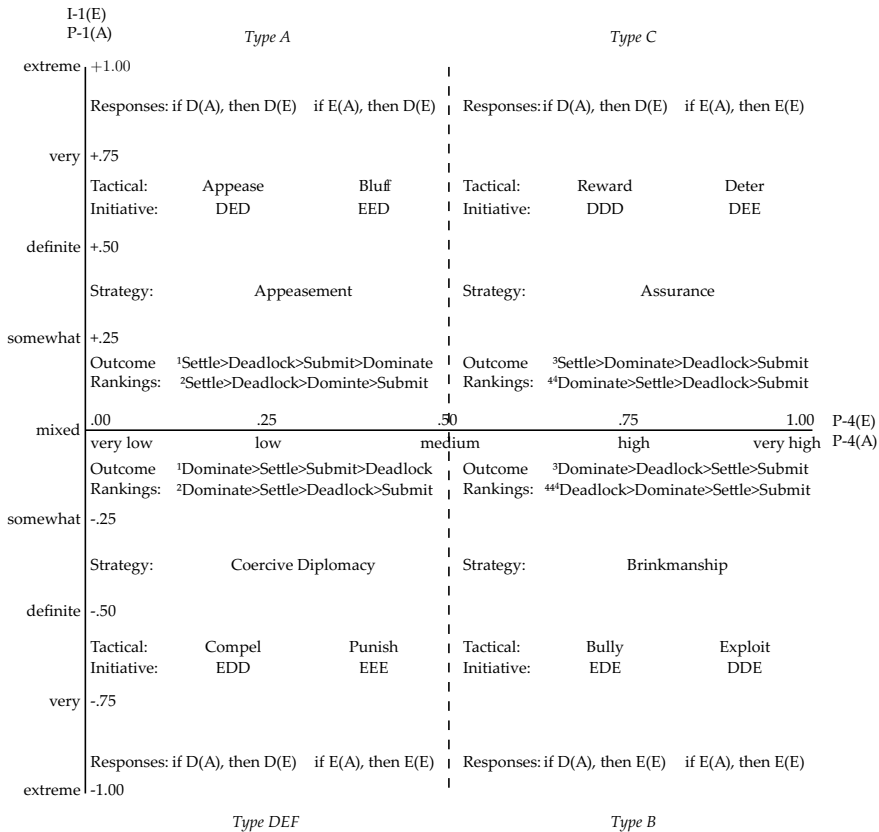 I-1(E)
P-1(A)
Type A Type C
extreme +1.00
Responses: if D(A), then D(E) if E(A), then D(E) Responses: if D(A), then D(E) if E(A), then E(E)
very +.75
Tactical: Appease Bluff Tactical: Reward Deter
Initiative: DED EED Initiative: DDD DEE
definite +.50
Strategy: Appeasement Strategy: Assurance
somewhat +.25
Outcome ¹Settle>Deadlock>Submit>Dominate Outcome ³Settle>Dominate>Deadlock>Submit
Rankings: ²Settle>Deadlock>Dominte>Submit Rankings: ⁴⁴Dominate>Settle>Deadlock>Submit
mixed .00 .25 .50 .75 1.00 P-4(E)
very low low medium high very high P-4(A)
Outcome ¹Dominate>Settle>Submit>Deadlock Outcome ³Dominate>Deadlock>Settle>Submit
Rankings: ²Dominate>Settle>Deadlock>Submit Rankings: ⁴⁴⁴Deadlock>Dominate>Settle>Submit
somewhat -.25
Strategy: Coercive Diplomacy Strategy: Brinkmanship
definite -.50
Tactical: Compel Punish Tactical: Bully Exploit
Initiative: EDD EEE Initiative: EDE DDE
very -.75
Responses: if D(A), then D(E) if E(A), then E(E) Responses: if D(A), then E(E) if E(A), then E(E)
extreme -1.00
Type DEF Type B